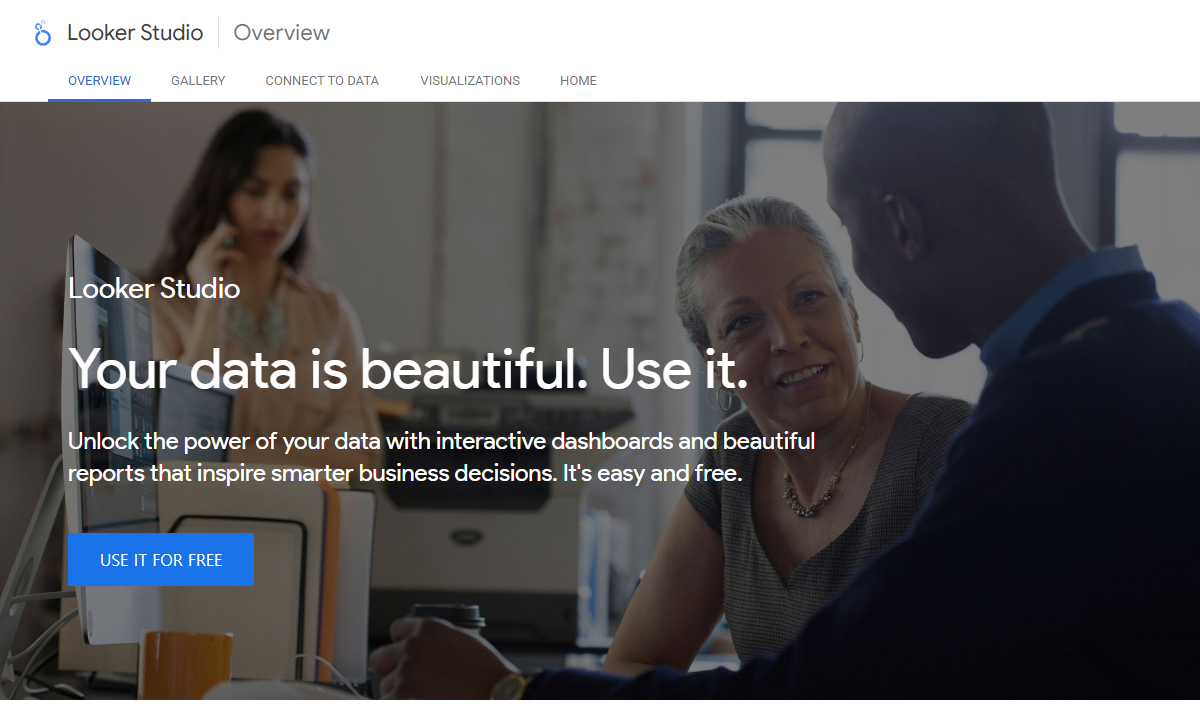 Looker Studio Overview
OVERVIEW GALLERY CONNECT TO DATA VISUALIZATIONS HOME
Looker Studio
Your data is beautiful. Use it.
Unlock the power of your data with interactive dashboards and beautiful
reports that inspire smarter business decisions. It's easy and free.
USE IT FOR FREE